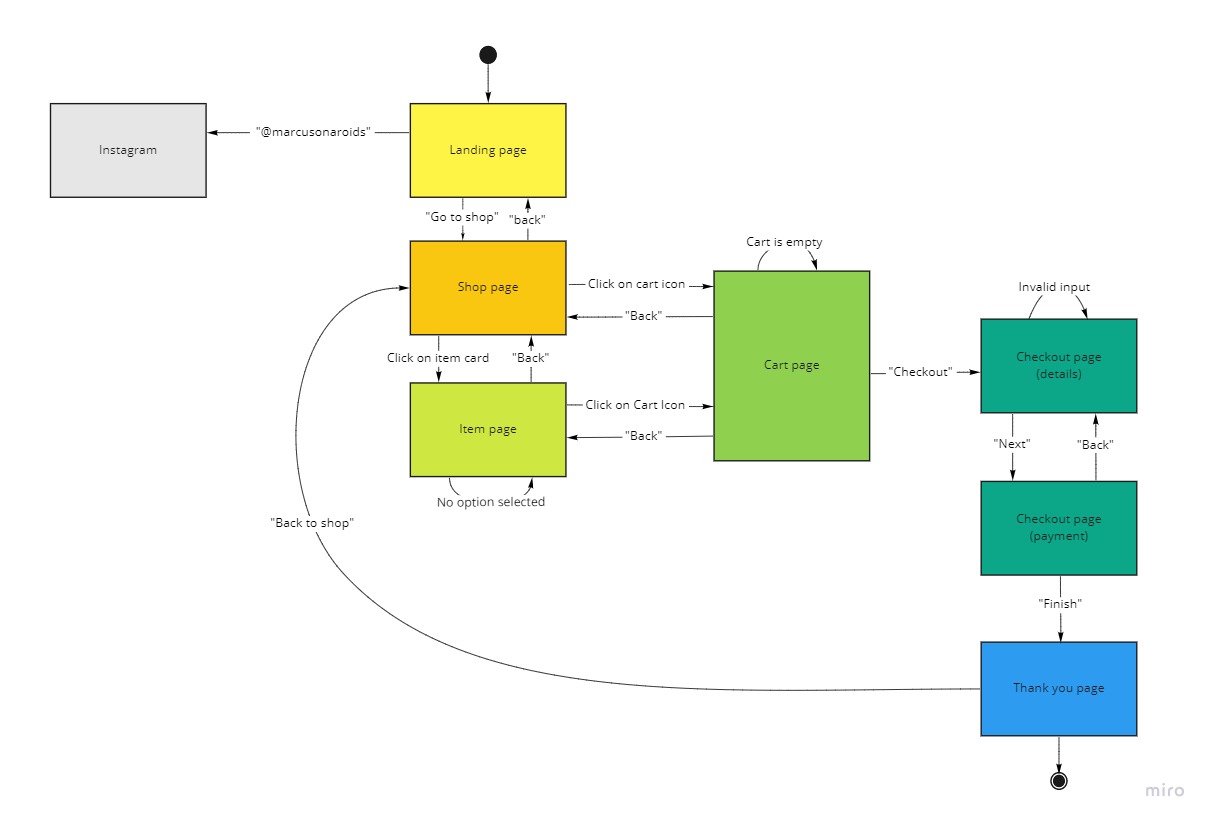 Instagram
"@marcusonaroids"
Landing page
"Go to shop"
"back"
Shop page
Click on cart icon
"Back"
Cart is empty
Cart page
Click on item card
"Back"
Item page
Click on Cart Icon
"Back"
No option selected
"Checkout"
Invalid input
Checkout page
(details)
"Next"
"Back"
Checkout page
(payment)
"Finish"
Thank you page
"Back to shop"
miro